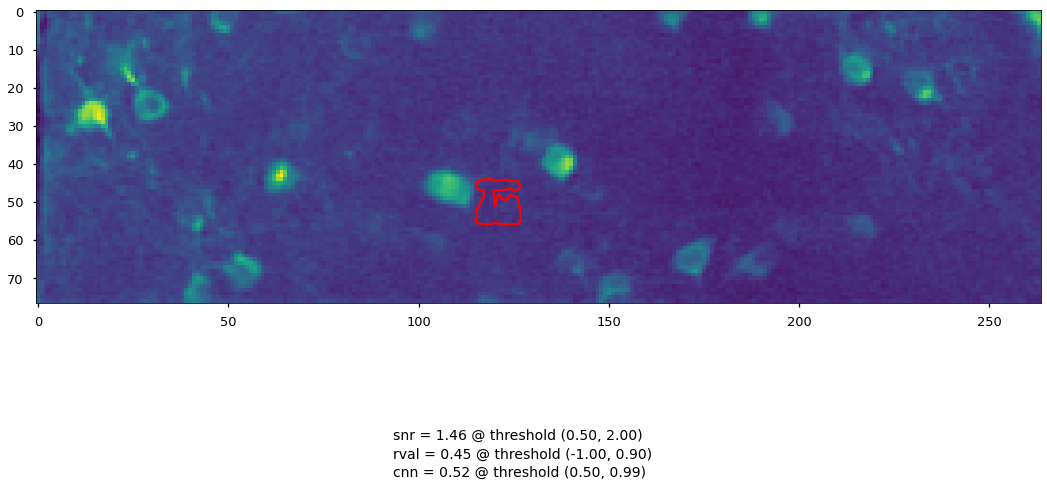 0
10
20
30
40
50
60
70
0 50 100 150 200 250
snr = 1.46 @ threshold (0.50, 2.00)
rval = 0.45 @ threshold (-1.00, 0.90)
cnn = 0.52 @ threshold (0.50, 0.99)